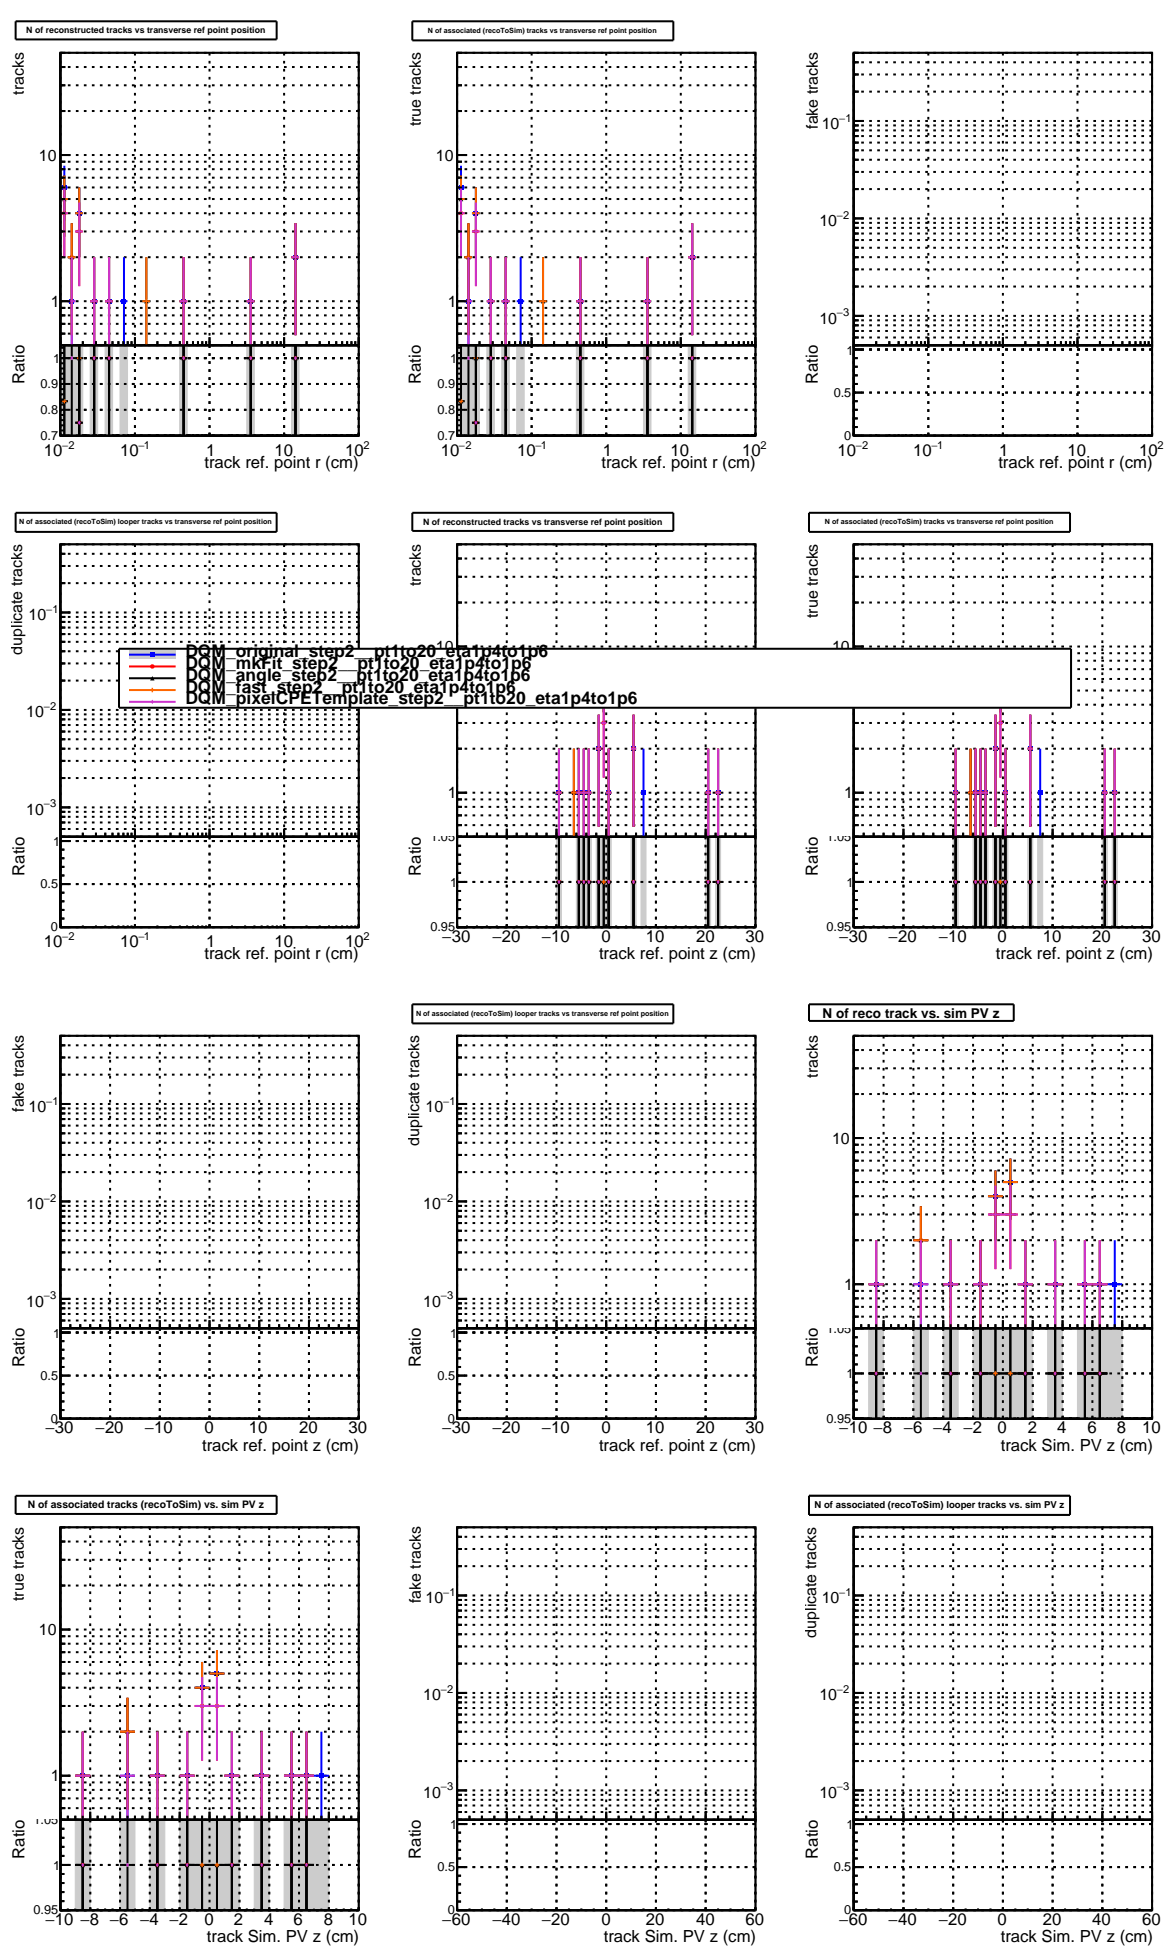 N of reconstructed tracks vs transverse ref point position
tracks
10
1
Ratio
1
0.9
0.8
0.7
10−2 10−1 1 10 102
track ref. point r (cm)
N of associated (recoToSim) tracks vs transverse ref point position
true tracks
10
1
Ratio
1
0.9
0.8
0.7
10−2 10−1 1 10 102
track ref. point r (cm)
fake tracks
10−1
10−2
10−3
Ratio
1
0.5
0
10−2 10−1 1 10 102
track ref. point r (cm)
N of associated (recoToSim) looper tracks vs transverse ref point position
duplicate tracks
10−1
10−2
10−3
Ratio
1
0.5
0
10−2 10−1 1 10 102
track ref. point r (cm)
N of reconstructed tracks vs transverse ref point position
tracks
1
Ratio
1.05
1
0.95
−30 −20 −10 0 10 20 30
track ref. point z (cm)
N of associated (recoToSim) tracks vs transverse ref point position
true tracks
10
1
Ratio
1.05
1
0.95
−30 −20 −10 0 10 20 30
track ref. point z (cm)
DQM_original_step2__pt1to20_eta1p4to1p6
DQM_mkFit_step2__pt1to20_eta1p4to1p6
DQM_angle_step2__pt1to20_eta1p4to1p6
DQM_fast_step2__pt1to20_eta1p4to1p6
DQM_pixelCPETemplate_step2__pt1to20_eta1p4to1p6
fake tracks
10−1
10−2
10−3
Ratio
1
0.5
0
−30 −20 −10 0 10 20 30
track ref. point z (cm)
N of associated (recoToSim) looper tracks vs transverse ref point position
duplicate tracks
10−1
10−2
10−3
Ratio
1
0.5
0
−30 −20 −10 0 10 20 30
track ref. point z (cm)
N of reco track vs. sim PV z
tracks
10
1
Ratio
1.05
1
0.95
−10 −8 −6 −4 −2 0 2 4 6 8 10
track Sim. PV z (cm)
N of associated tracks (recoToSim) vs. sim PV z
true tracks
10
1
Ratio
1.05
1
0.95
−10 −8 −6 −4 −2 0 2 4 6 8 10
track Sim. PV z (cm)
fake tracks
10−1
10−2
10−3
Ratio
1
0.5
0
−60 −40 −20 0 20 40 60
track Sim. PV z (cm)
N of associated (recoToSim) looper tracks vs. sim PV z
duplicate tracks
10−1
10−2
10−3
Ratio
1
0.5
0
−60 −40 −20 0 20 40 60
track Sim. PV z (cm)